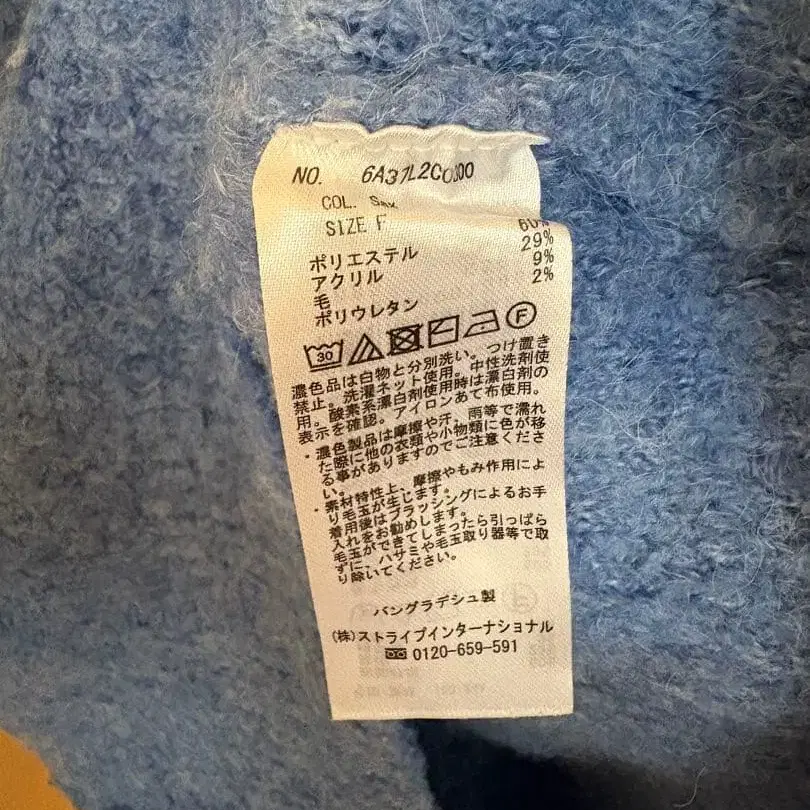 NO. 6A37L2C0300
COL. Sax
SIZE F
ポリエステル 60%
アクリル 29%
毛 9%
ポリウレタン 2%
30 F
濃色品は白物と分別洗い。つけ置き
禁止。洗濯ネット使用。中性洗剤使
用。酸素系漂白剤使用時は漂白剤の
表示を確認。アイロンあて布使用。
・濃色製品は摩擦や汗、雨等で濡れ
た際に他の衣類や小物類に色が移
る事がありますのでご注意くださ
い。
・素材特性上、摩擦やもみ作用によ
り毛玉が生じます。
着用後はブラッシングによるお手
入れをお勧めします。
毛玉ができてしまったら引っぱら
ずに、ハサミや毛玉取り器等で取
り除いてください。
バングラデシュ製
(株)ストライプインターナショナル
0120-659-591